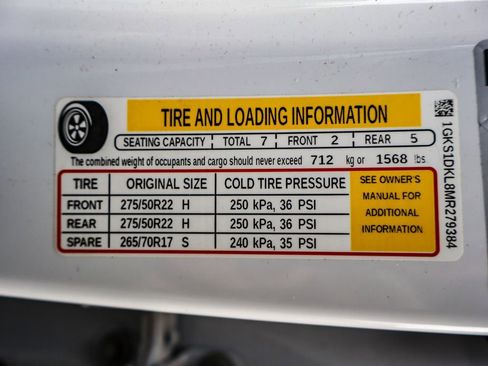 TIRE AND LOADING INFORMATION
SEATING CAPACITY TOTAL 7 FRONT 2 REAR 5
The combined weight of occupants and cargo should never exceed 712 kg or 1568 lbs
TIRE ORIGINAL SIZE COLD TIRE PRESSURE
FRONT 275/50R22 H 250 kPa, 36 PSI
REAR 275/50R22 H 250 kPa, 36 PSI
SPARE 265/70R17 S 240 kPa, 35 PSI
SEE OWNER'S
MANUAL FOR
ADDITIONAL
INFORMATION
1GKS1DKL8NR279384